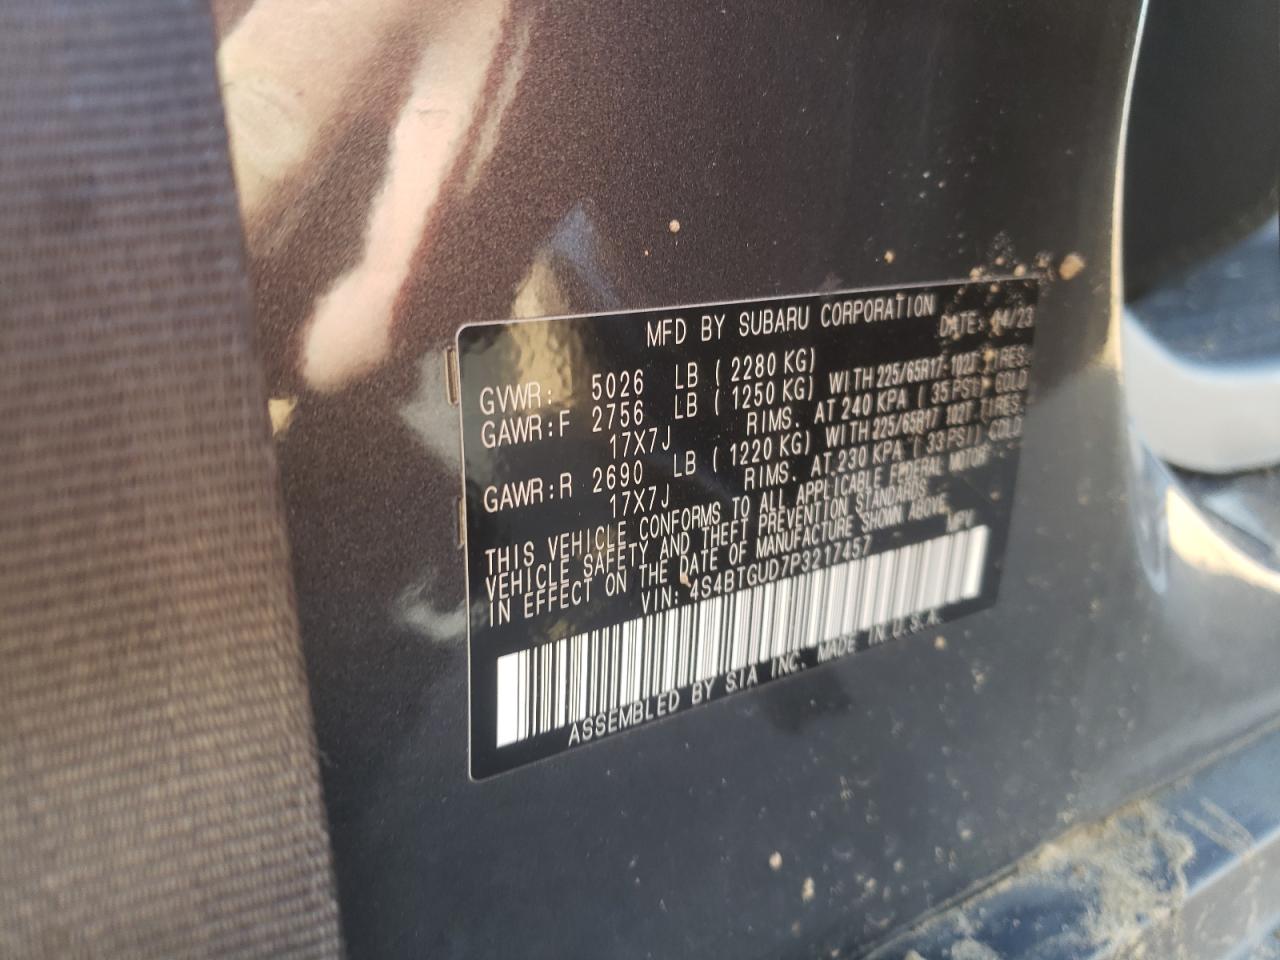 MFD BY SUBARU CORPORATION
DATE: 4/23
GVWR: 5026 LB ( 2280 KG)
GAWR:F 2756 LB ( 1250 KG) WITH 225/65R17 102T TIRES.
17X7J RIMS. AT 240 KPA ( 35 PSI) COLD
GAWR:R 2690 LB ( 1220 KG) WITH 225/65R17 102T TIRES.
17X7J RIMS. AT 230 KPA ( 33 PSI) COLD
THIS VEHICLE CONFORMS TO ALL APPLICABLE FEDERAL MOTOR
VEHICLE SAFETY AND THEFT PREVENTION STANDARDS
IN EFFECT ON THE DATE OF MANUFACTURE SHOWN ABOVE.
VIN: 4S4BTGUD7P3217457 MPV
ASSEMBLED BY SIA INC. MADE IN U.S.A.